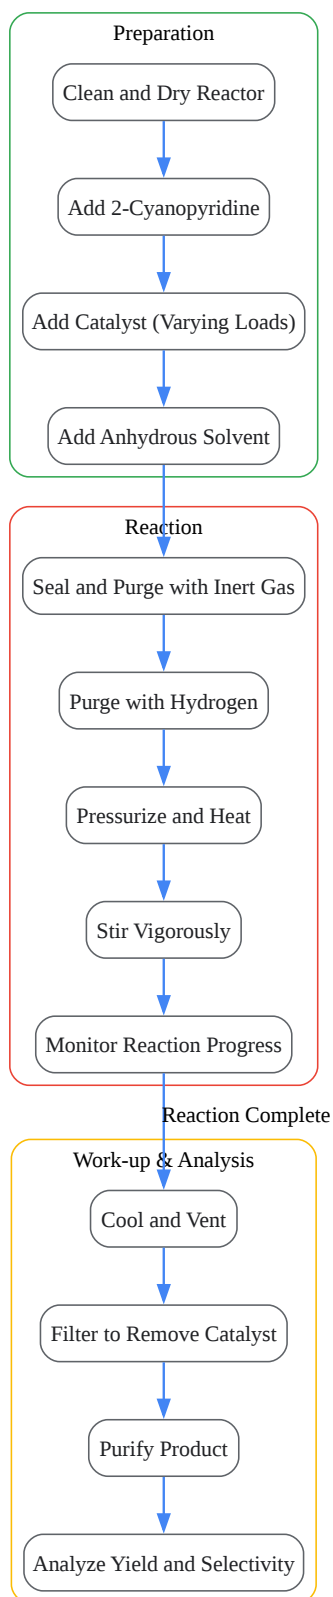 Preparation
Clean and Dry Reactor
Add 2-Cyanopyridine
Add Catalyst (Varying Loads)
Add Anhydrous Solvent
Reaction
Seal and Purge with Inert Gas
Purge with Hydrogen
Pressurize and Heat
Stir Vigorously
Monitor Reaction Progress
Reaction Complete
Work-up & Analysis
Cool and Vent
Filter to Remove Catalyst
Purify Product
Analyze Yield and Selectivity